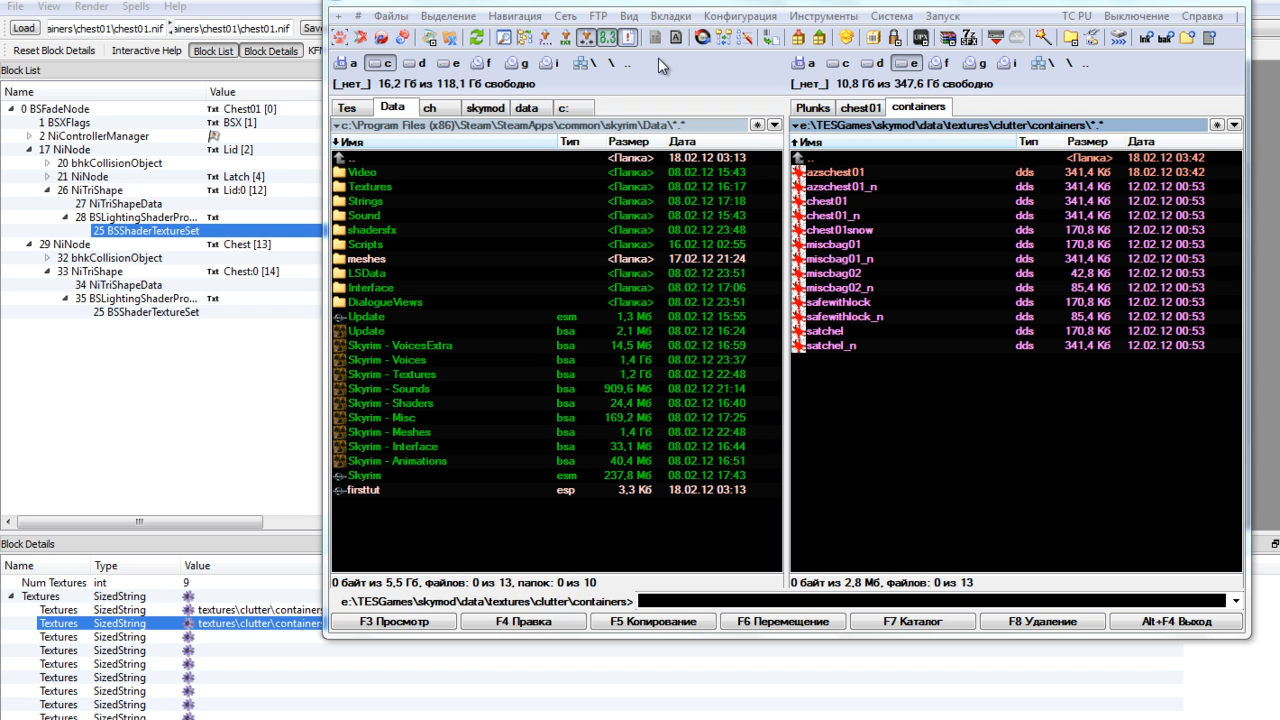 File View Render Spells Help
Load ainers\chest01\chest01.nif ainers\chest01\chest01.nif Sav
Reset Block Details Interactive Help Block List Block Details KFM
Block List
Name Value
0 BSFadeNode Txt Chest01 [0]
1 BSXFlags Txt BSX [1]
2 NiControllerManager
17 NiNode Txt Lid [2]
20 bhkCollisionObject
21 NiNode Txt Latch [4]
26 NiTriShape Txt Lid:0 [12]
27 NiTriShapeData
28 BSLightingShaderPro... Txt
25 BSShaderTextureSet
29 NiNode Txt Chest [13]
32 bhkCollisionObject
33 NiTriShape Txt Chest:0 [14]
34 NiTriShapeData
35 BSLightingShaderPro... Txt
25 BSShaderTextureSet
Block Details
Name Type Value
Num Textures int 9
Textures SizedString
Textures SizedString textures\clutter\containers
Textures SizedString textures\clutter\containers
Textures SizedString
Textures SizedString
Textures SizedString
Textures SizedString
Textures SizedString
Textures SizedString
Textures SizedString
+ # Файлы Выделение Навигация Сеть FTP Вид Вкладки Конфигурация Инструменты Система Запуск TC PU Выключение Справка
8.3 A UPX SFX lnk bak
a c d e f g i \ \ ..
[_нет_] 16,2 Гб из 118,1 Гб свободно
Tes Data ch skymod data c:
c:\Program Files (x86)\Steam\SteamApps\common\skyrim\Data\*.* * ▼
Имя Тип Размер Дата
.. <Папка> 18.02.12 03:13
Video <Папка> 08.02.12 15:43
Textures <Папка> 08.02.12 16:17
Strings <Папка> 08.02.12 17:18
Sound <Папка> 08.02.12 15:43
shadersfx <Папка> 08.02.12 23:48
Scripts <Папка> 16.02.12 02:55
meshes <Папка> 17.02.12 21:24
LSData <Папка> 08.02.12 23:51
Interface <Папка> 08.02.12 17:06
DialogueViews <Папка> 08.02.12 23:51
Update esm 1,3 Мб 08.02.12 15:55
Update bsa 2,1 Мб 08.02.12 16:24
Skyrim - VoicesExtra bsa 14,5 Мб 08.02.12 16:59
Skyrim - Voices bsa 1,4 Гб 08.02.12 23:37
Skyrim - Textures bsa 1,2 Гб 08.02.12 22:48
Skyrim - Sounds bsa 909,6 Мб 08.02.12 21:14
Skyrim - Shaders bsa 24,4 Мб 08.02.12 16:40
Skyrim - Misc bsa 169,2 Мб 08.02.12 17:25
Skyrim - Meshes bsa 1,4 Гб 08.02.12 22:48
Skyrim - Interface bsa 33,1 Мб 08.02.12 16:44
Skyrim - Animations bsa 40,4 Мб 08.02.12 16:51
Skyrim esm 237,8 Мб 08.02.12 17:43
firsttut esp 3,3 Кб 18.02.12 03:13
0 байт из 5,5 Гб, файлов: 0 из 13, папок: 0 из 10
a c d e f g i \ \ ..
[_нет_] 10,8 Гб из 347,6 Гб свободно
Plunks chest01 containers
e:\TESGames\skymod\data\textures\clutter\containers\*.* * ▼
Имя Тип Размер Дата
.. <Папка> 18.02.12 03:42
azschest01 dds 341,4 Кб 18.02.12 03:42
azschest01_n dds 341,4 Кб 12.02.12 00:53
chest01 dds 341,4 Кб 12.02.12 00:53
chest01_n dds 341,4 Кб 12.02.12 00:53
chest01snow dds 170,8 Кб 12.02.12 00:53
miscbag01 dds 170,8 Кб 12.02.12 00:53
miscbag01_n dds 341,4 Кб 12.02.12 00:53
miscbag02 dds 42,8 Кб 12.02.12 00:53
miscbag02_n dds 85,4 Кб 12.02.12 00:53
safewithlock dds 170,8 Кб 12.02.12 00:53
safewithlock_n dds 85,4 Кб 12.02.12 00:53
satchel dds 170,8 Кб 12.02.12 00:53
satchel_n dds 341,4 Кб 12.02.12 00:53
0 байт из 2,8 Мб, файлов: 0 из 13
e:\TESGames\skymod\data\textures\clutter\containers>
F3 Просмотр F4 Правка F5 Копирование F6 Перемещение F7 Каталог F8 Удаление Alt+F4 Выход